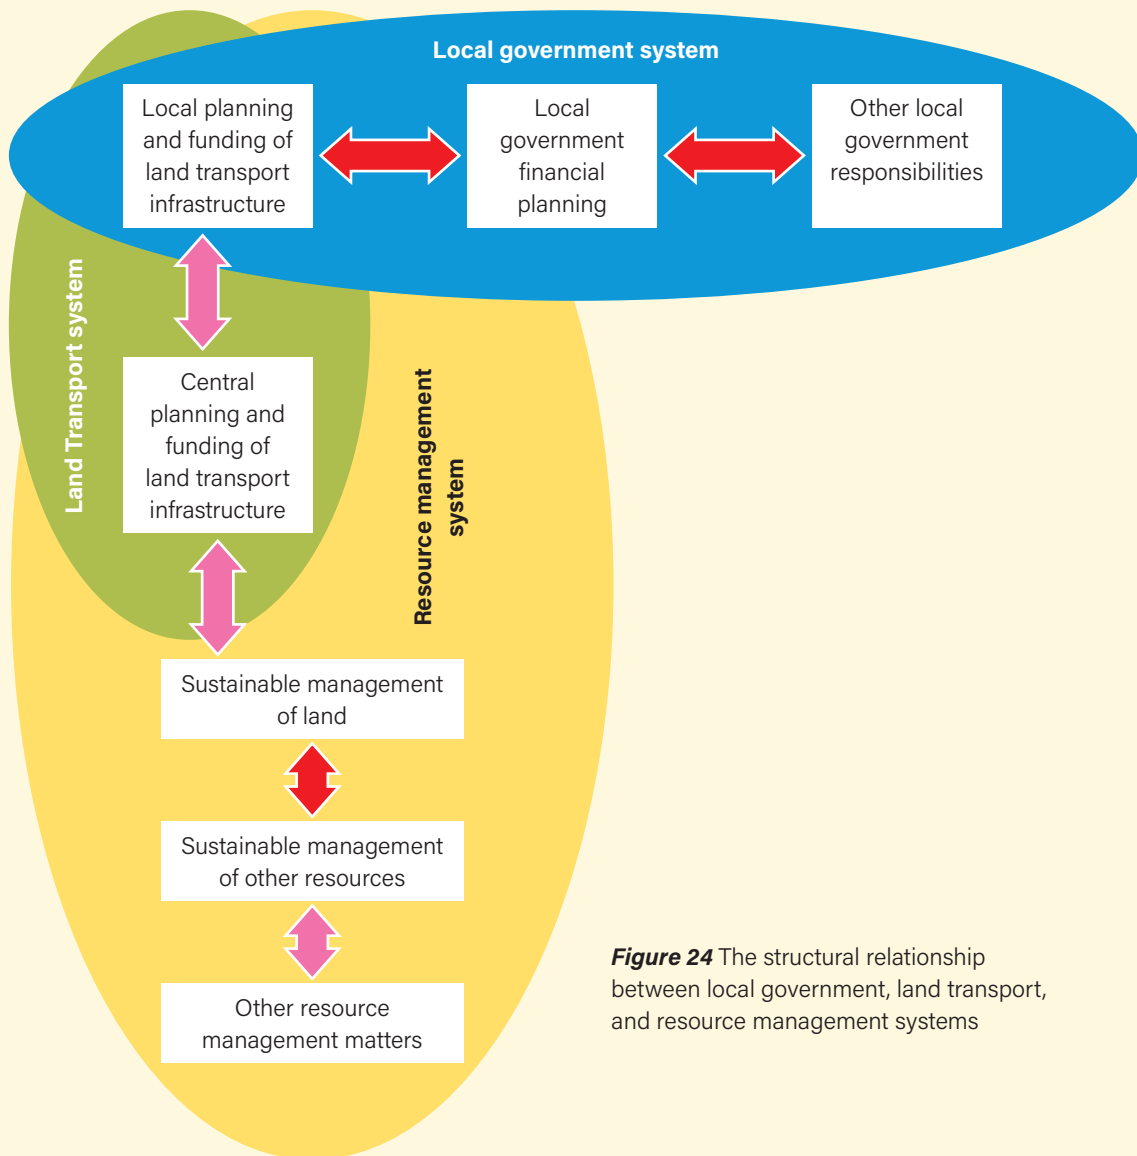 Local government system
Local planning
and funding of
land transport
infrastructure
Local
government
financial
planning
Other local
government
responsibilities
Land Transport system
Central
planning and
funding of
land transport
infrastructure
Resource management
system
Sustainable management
of land
Sustainable management
of other resources
Other resource
management matters
Figure 24 The structural relationship
between local government, land transport,
and resource management systems